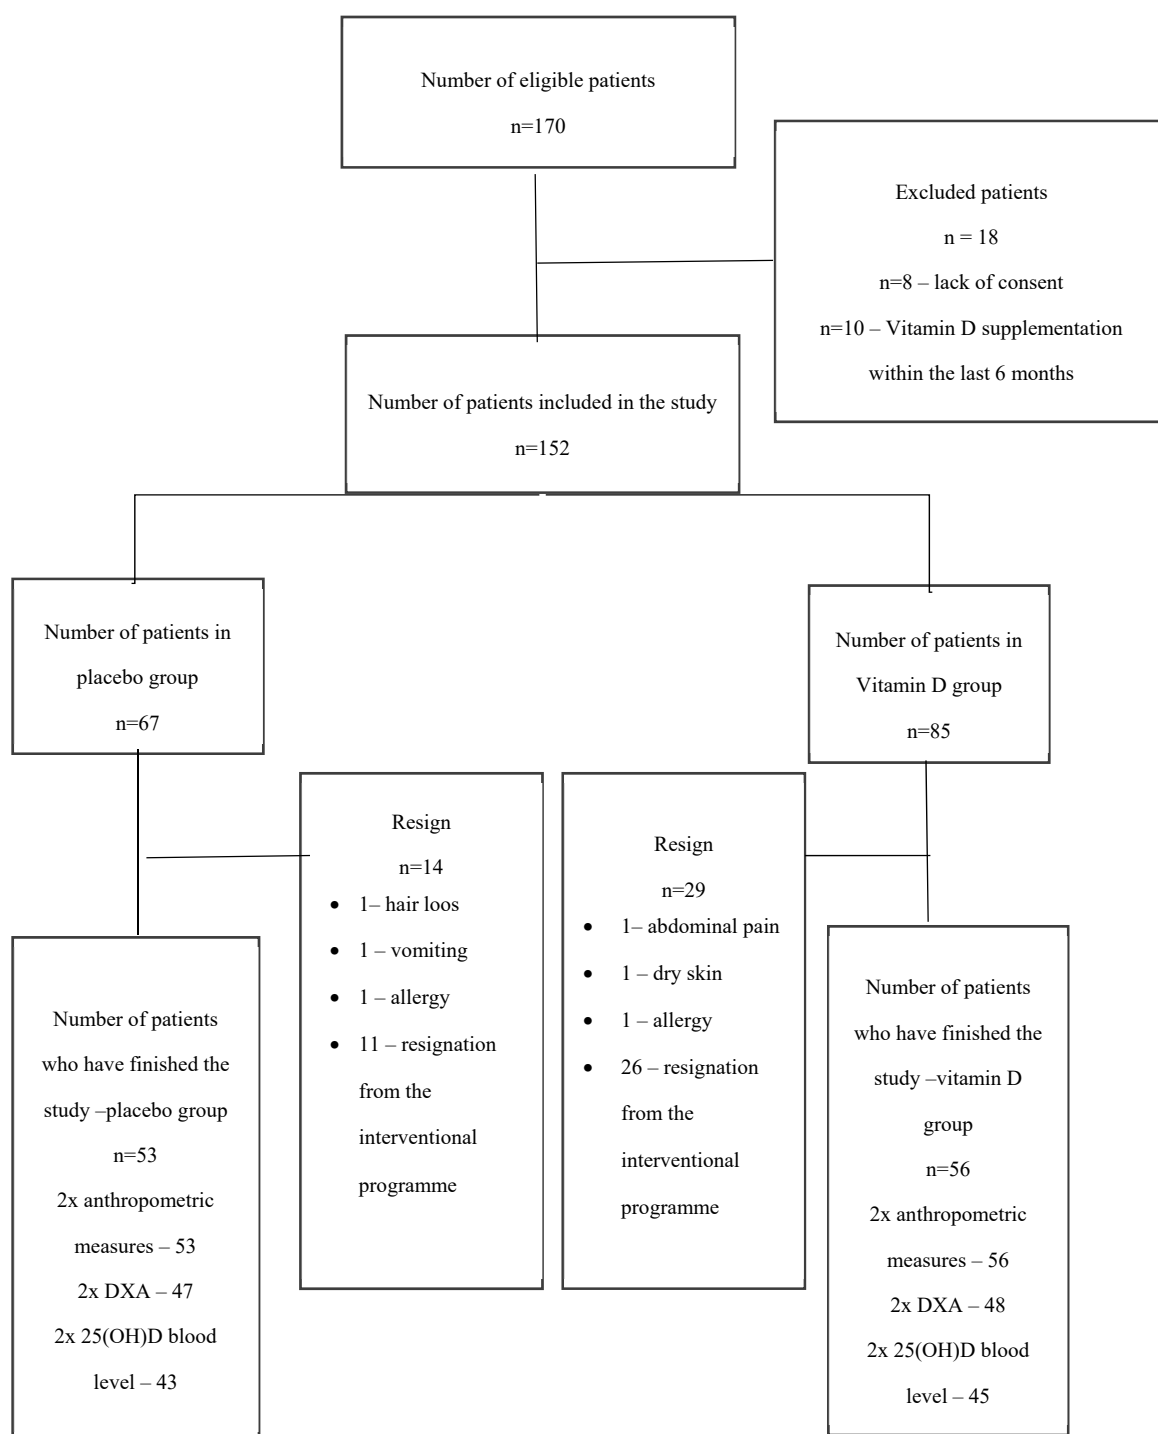 Number of eligible patients
n=170
Excluded patients
n = 18
n=8 – lack of consent
n=10 – Vitamin D supplementation
within the last 6 months
Number of patients included in the study
n=152
Number of patients in
placebo group
n=67
Number of patients in
Vitamin D group
n=85
Resign
n=14
• 1– hair loos
• 1 – vomiting
• 1 – allergy
• 11 – resignation
from the
interventional
programme
Resign
n=29
• 1– abdominal pain
• 1 – dry skin
• 1 – allergy
• 26 – resignation
from the
interventional
programme
Number of patients
who have finished the
study –placebo group
n=53
2x anthropometric
measures – 53
2x DXA – 47
2x 25(OH)D blood
level – 43
Number of patients
who have finished the
study –vitamin D
group
n=56
2x anthropometric
measures – 56
2x DXA – 48
2x 25(OH)D blood
level – 45